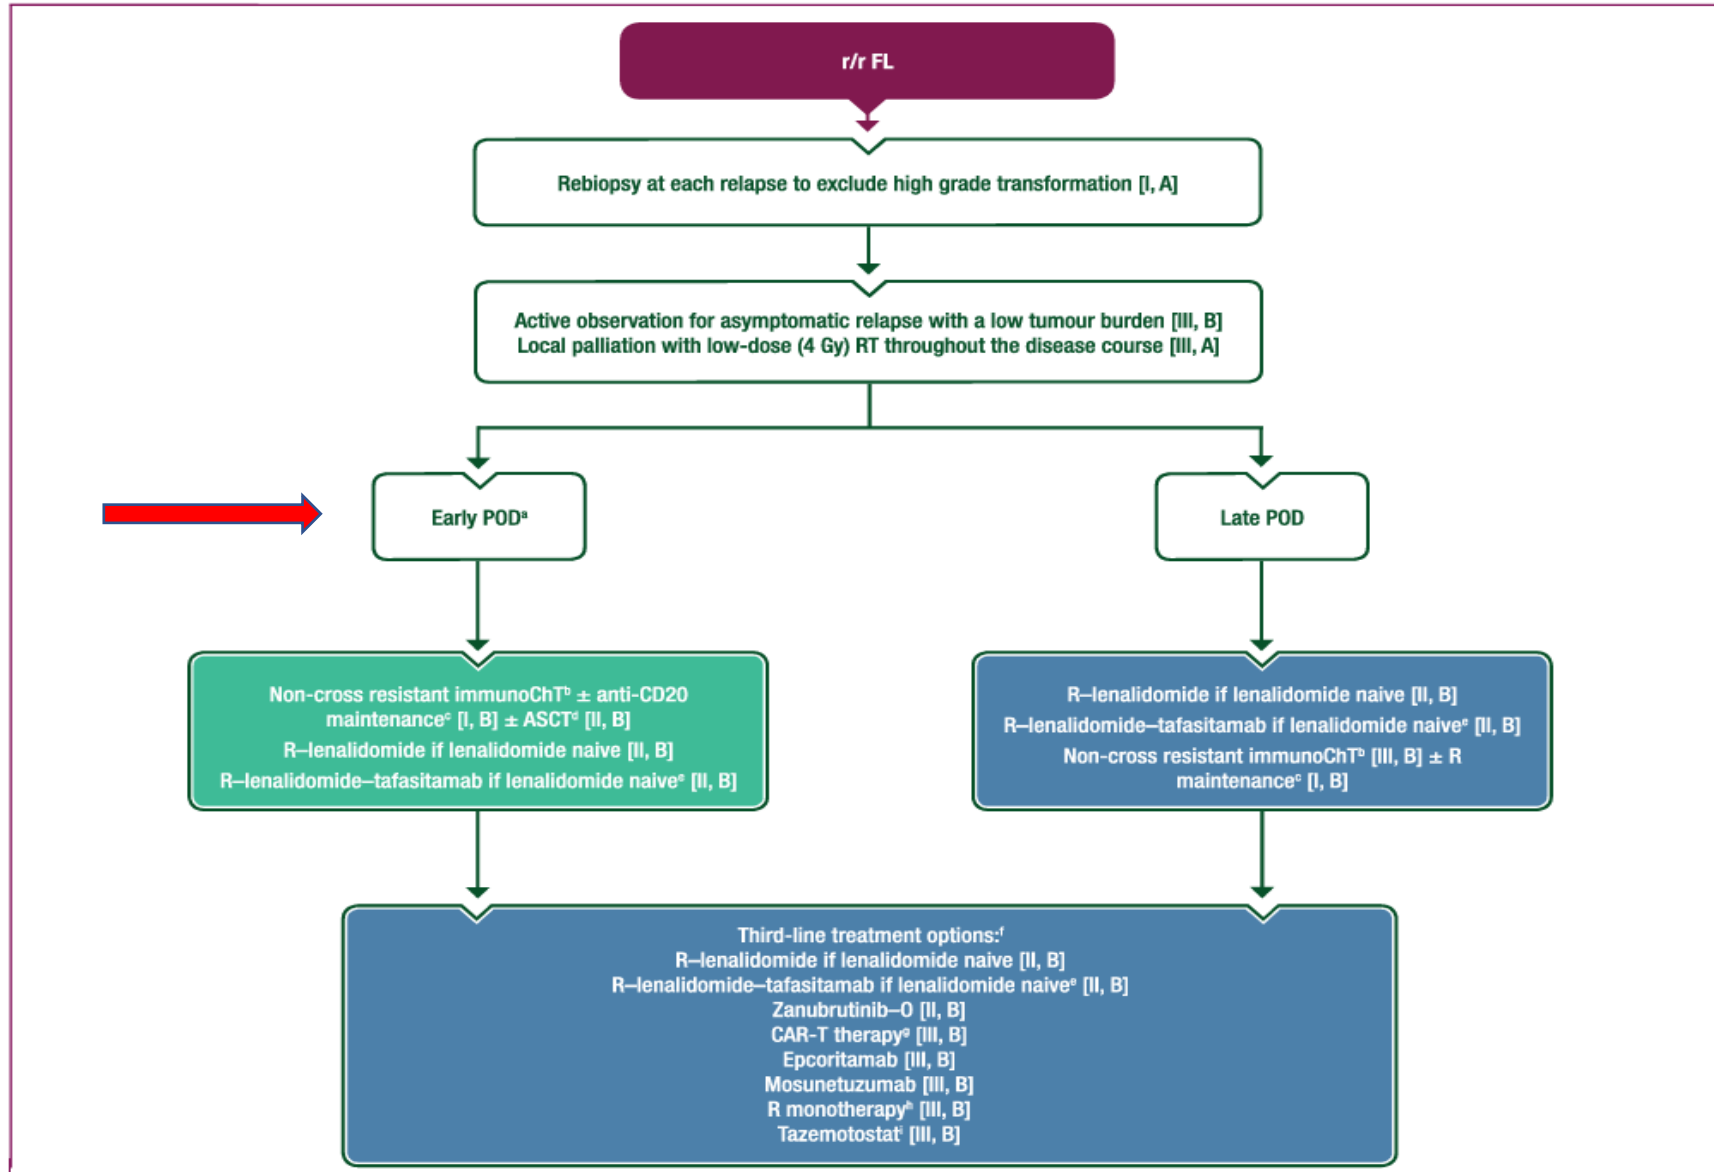 r/r FL
Rebiopsy at each relapse to exclude high grade transformation [I, A]
Active observation for asymptomatic relapse with a low tumour burden [III, B]
Local palliation with low-dose (4 Gy) RT throughout the disease course [III, A]
Early PODᵃ
Late POD
Non-cross resistant immunoChTᵇ ± anti-CD20
maintenanceᶜ [I, B] ± ASCTᵈ [II, B]
R–lenalidomide if lenalidomide naive [II, B]
R–lenalidomide–tafasitamab if lenalidomide naiveᵉ [II, B]
R–lenalidomide if lenalidomide naive [II, B]
R–lenalidomide–tafasitamab if lenalidomide naiveᵉ [II, B]
Non-cross resistant immunoChTᵇ [III, B] ± R
maintenanceᶜ [I, B]
Third-line treatment options:ᶠ
R–lenalidomide if lenalidomide naive [II, B]
R–lenalidomide–tafasitamab if lenalidomide naiveᵉ [II, B]
Zanubrutinib–O [II, B]
CAR-T therapyᵍ [III, B]
Epcoritamab [III, B]
Mosunetuzumab [III, B]
R monotherapyʰ [III, B]
Tazemotostatⁱ [III, B]